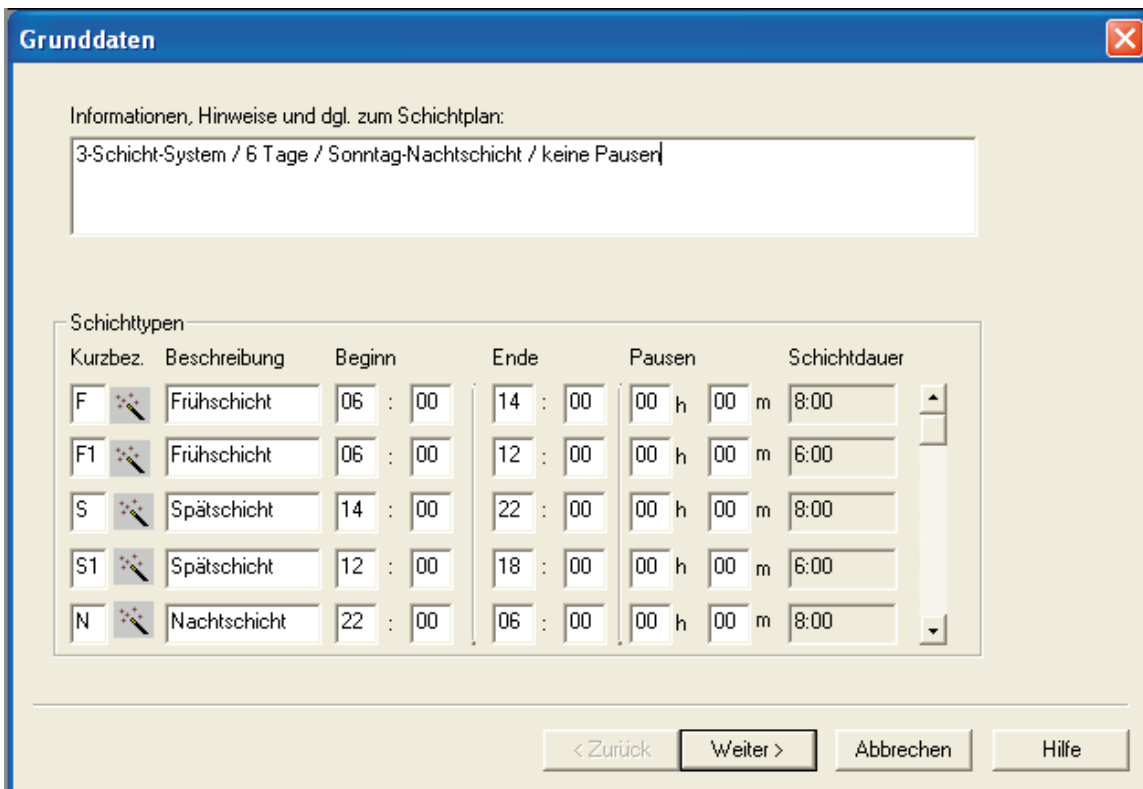 Grunddaten
Informationen, Hinweise und dgl. zum Schichtplan:
3-Schicht-System / 6 Tage / Sonntag-Nachtschicht / keine Pausen
Schichttypen
Kurzbez. Beschreibung Beginn Ende Pausen Schichtdauer
F Frühschicht 06 : 00 14 : 00 00 h 00 m 8:00
F1 Frühschicht 06 : 00 12 : 00 00 h 00 m 6:00
S Spätschicht 14 : 00 22 : 00 00 h 00 m 8:00
S1 Spätschicht 12 : 00 18 : 00 00 h 00 m 6:00
N Nachtschicht 22 : 00 06 : 00 00 h 00 m 8:00
< Zurück Weiter > Abbrechen Hilfe